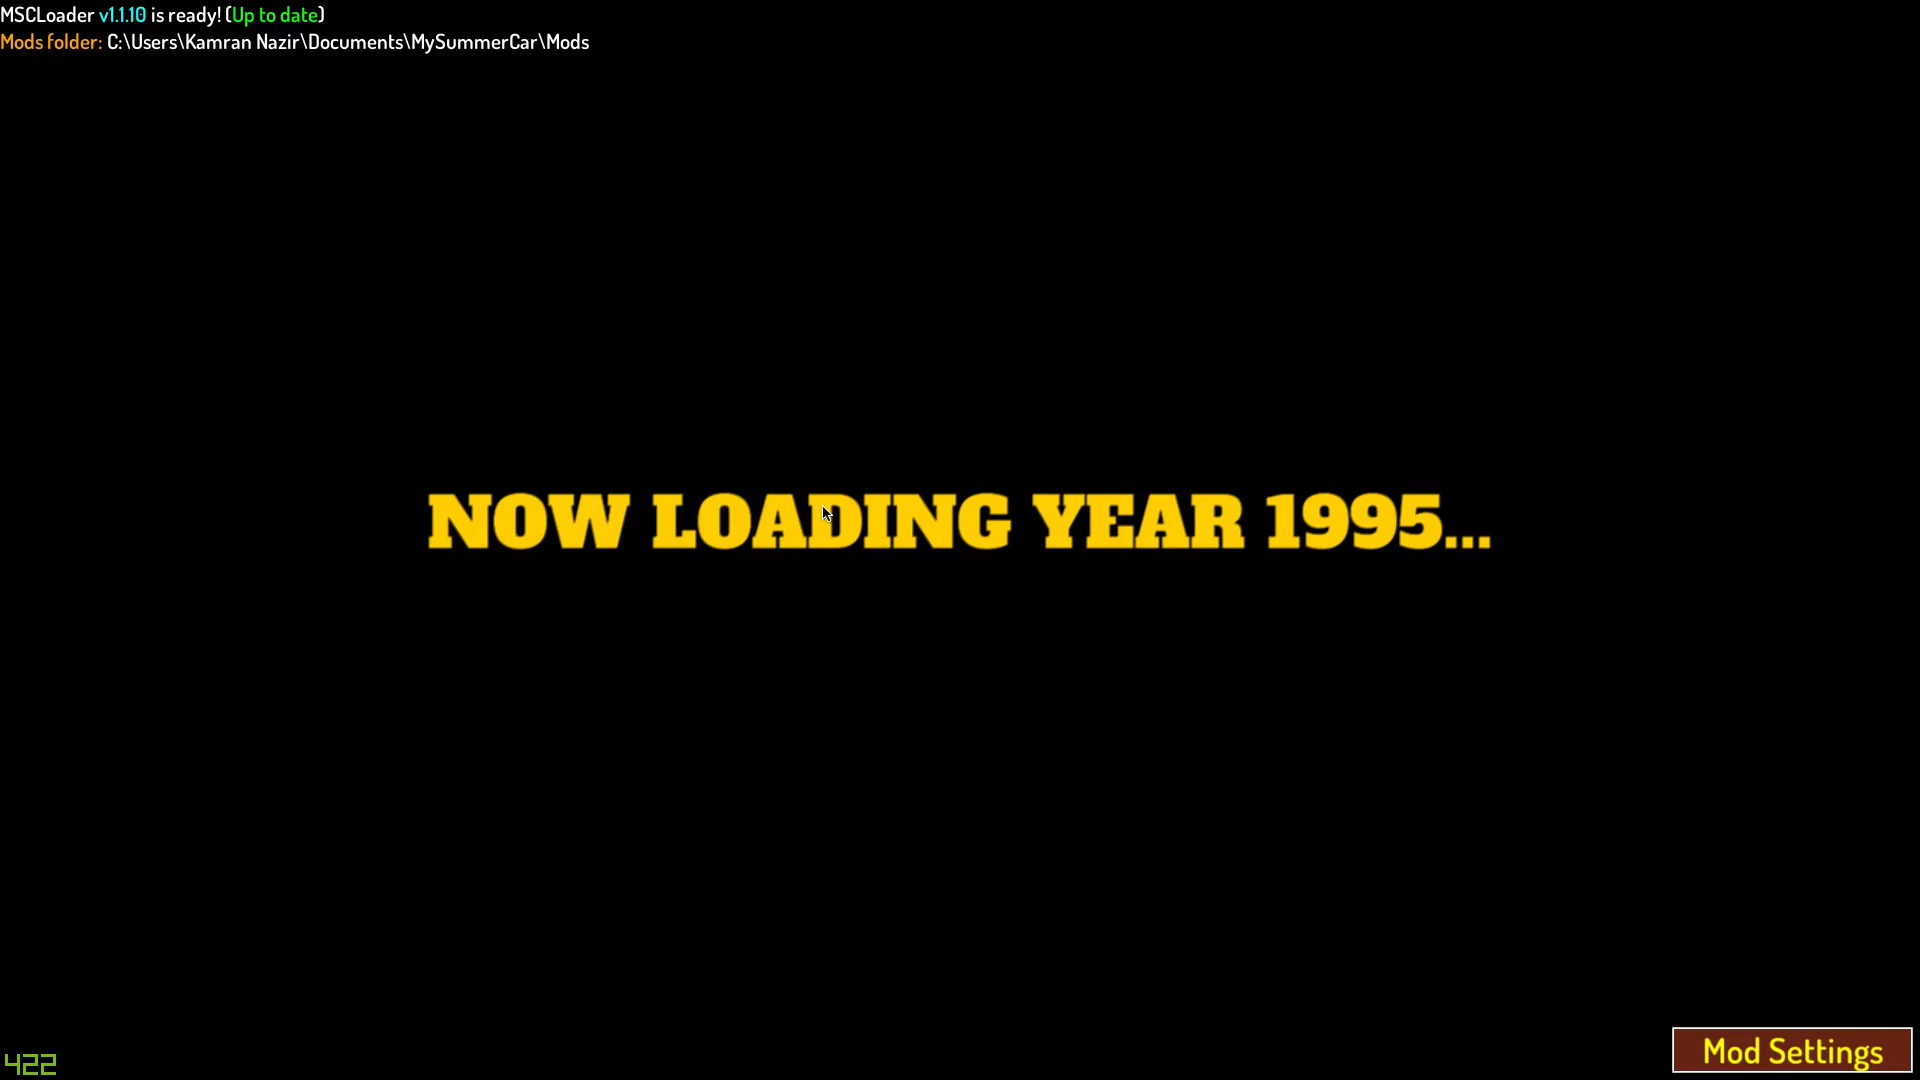 MSCLoader v1.1.10 is ready! (Up to date)
Mods folder: C:\Users\Kamran Nazir\Documents\MySummerCar\Mods
NOW LOADING YEAR 1995...
422
Mod Settings